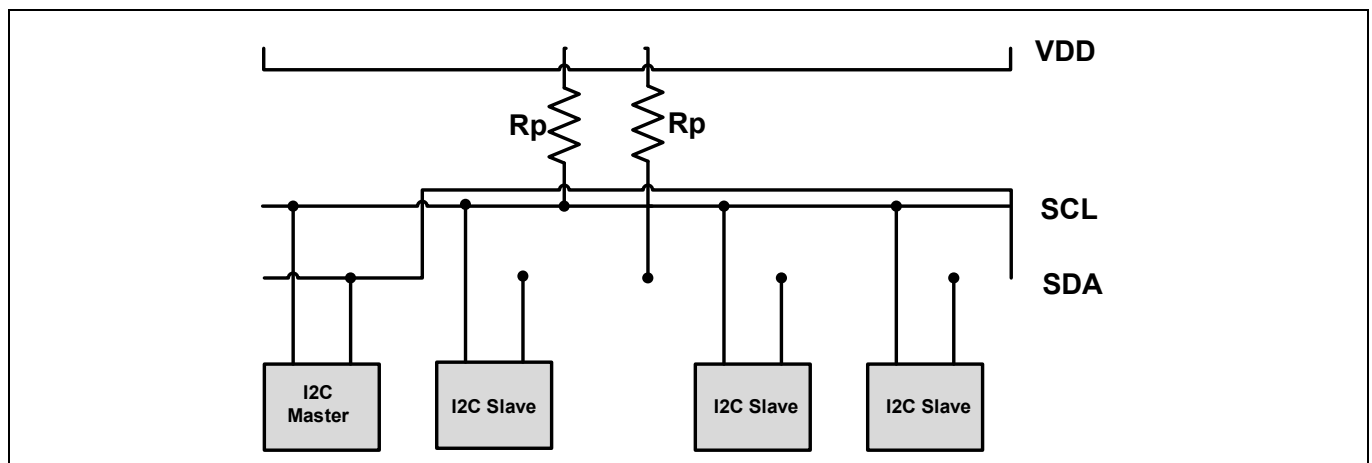 VDD
Rp
Rp
SCL
SDA
I2C
Master
I2C Slave
I2C Slave
I2C Slave